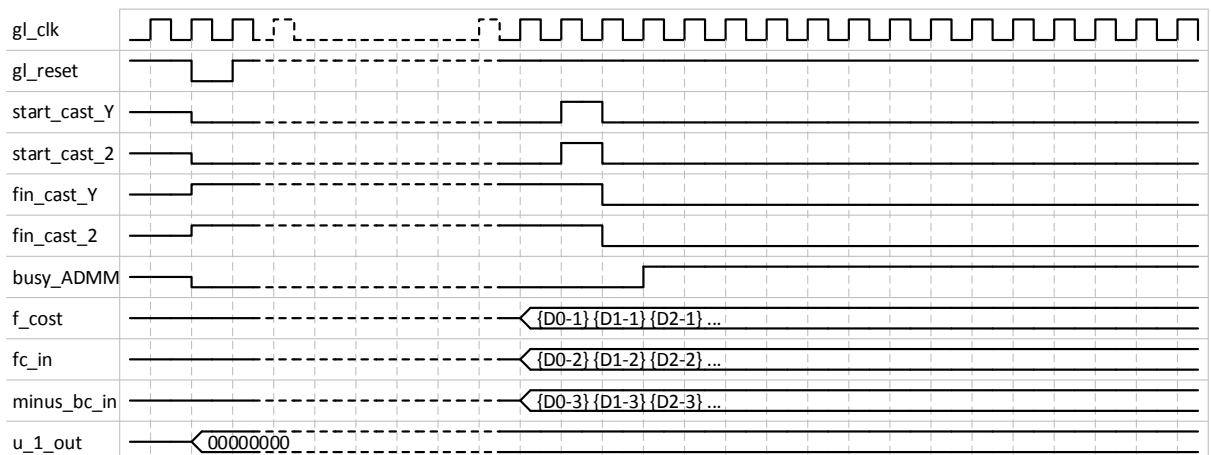 gl_clk
gl_reset
start_cast_Y
start_cast_2
fin_cast_Y
fin_cast_2
busy_ADMM
f_cost {D0-1} {D1-1} {D2-1} ...
fc_in {D0-2} {D1-2} {D2-2} ...
minus_bc_in {D0-3} {D1-3} {D2-3} ...
u_1_out 00000000